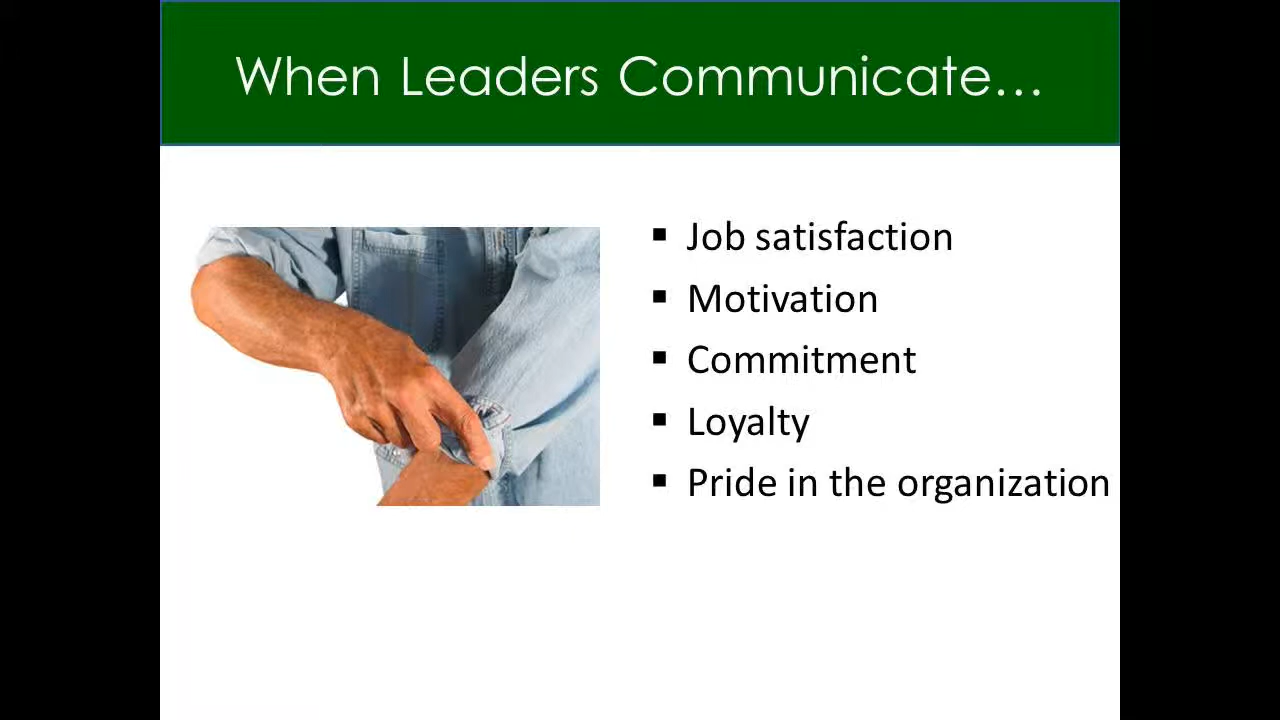 When Leaders Communicate...
▪ Job satisfaction
▪ Motivation
▪ Commitment
▪ Loyalty
▪ Pride in the organization